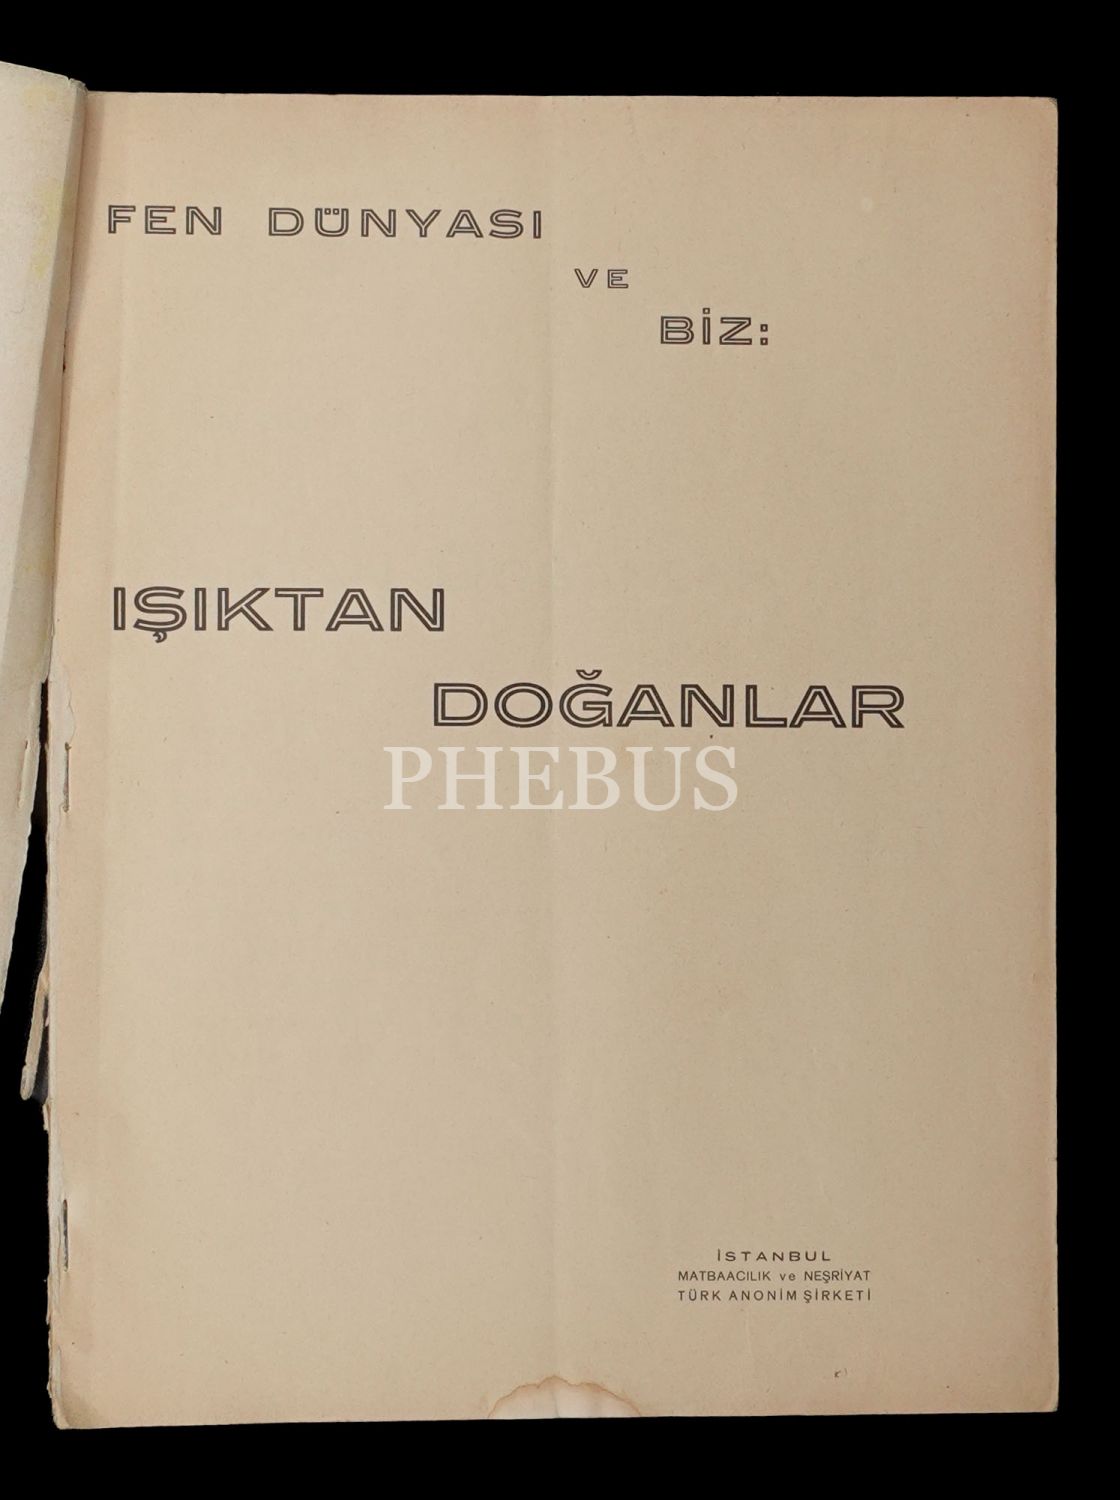 FEN DÜNYASI
VE
BİZ:
IŞIKTAN
DOĞANLAR
PHEBUS
İSTANBUL
MATBAACILIK ve NEŞRİYAT
TÜRK ANONİM ŞİRKETİ